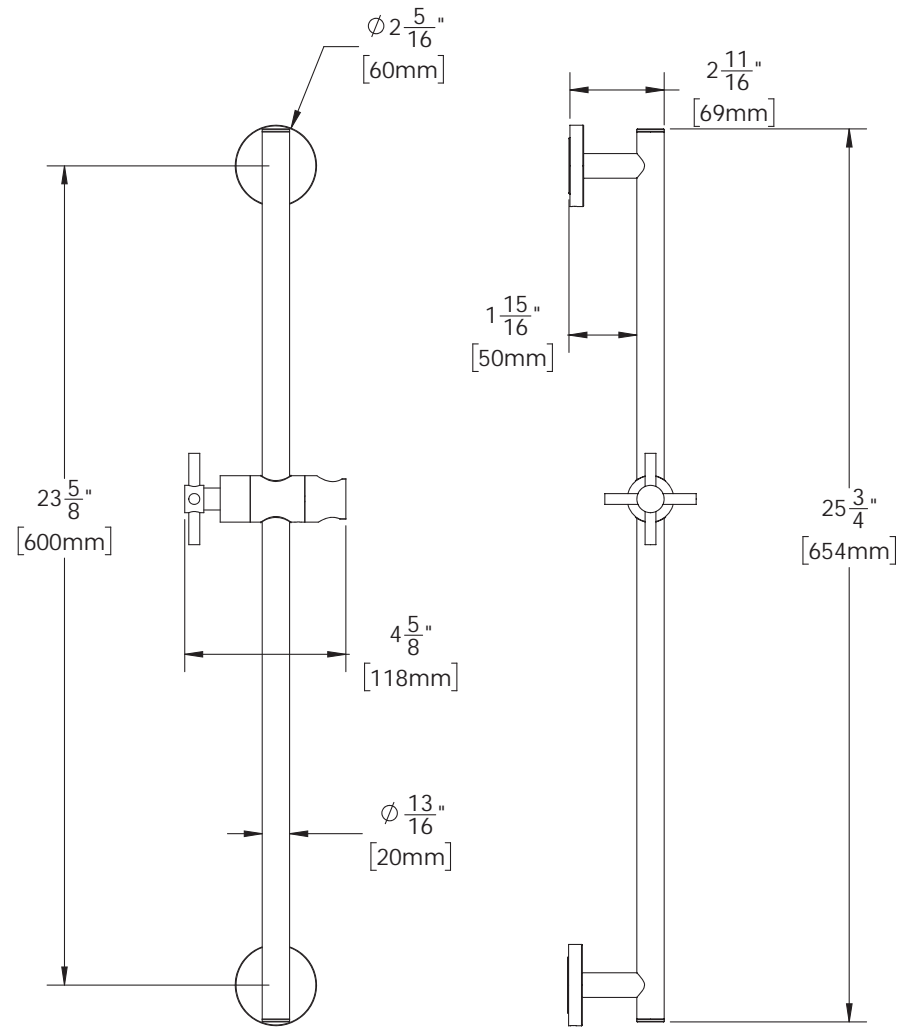 ⌀2 5/16"
[60mm]
2 11/16"
[69mm]
1 15/16"
[50mm]
23 5/8"
[600mm]
25 3/4"
[654mm]
4 5/8"
[118mm]
⌀ 13/16"
[20mm]